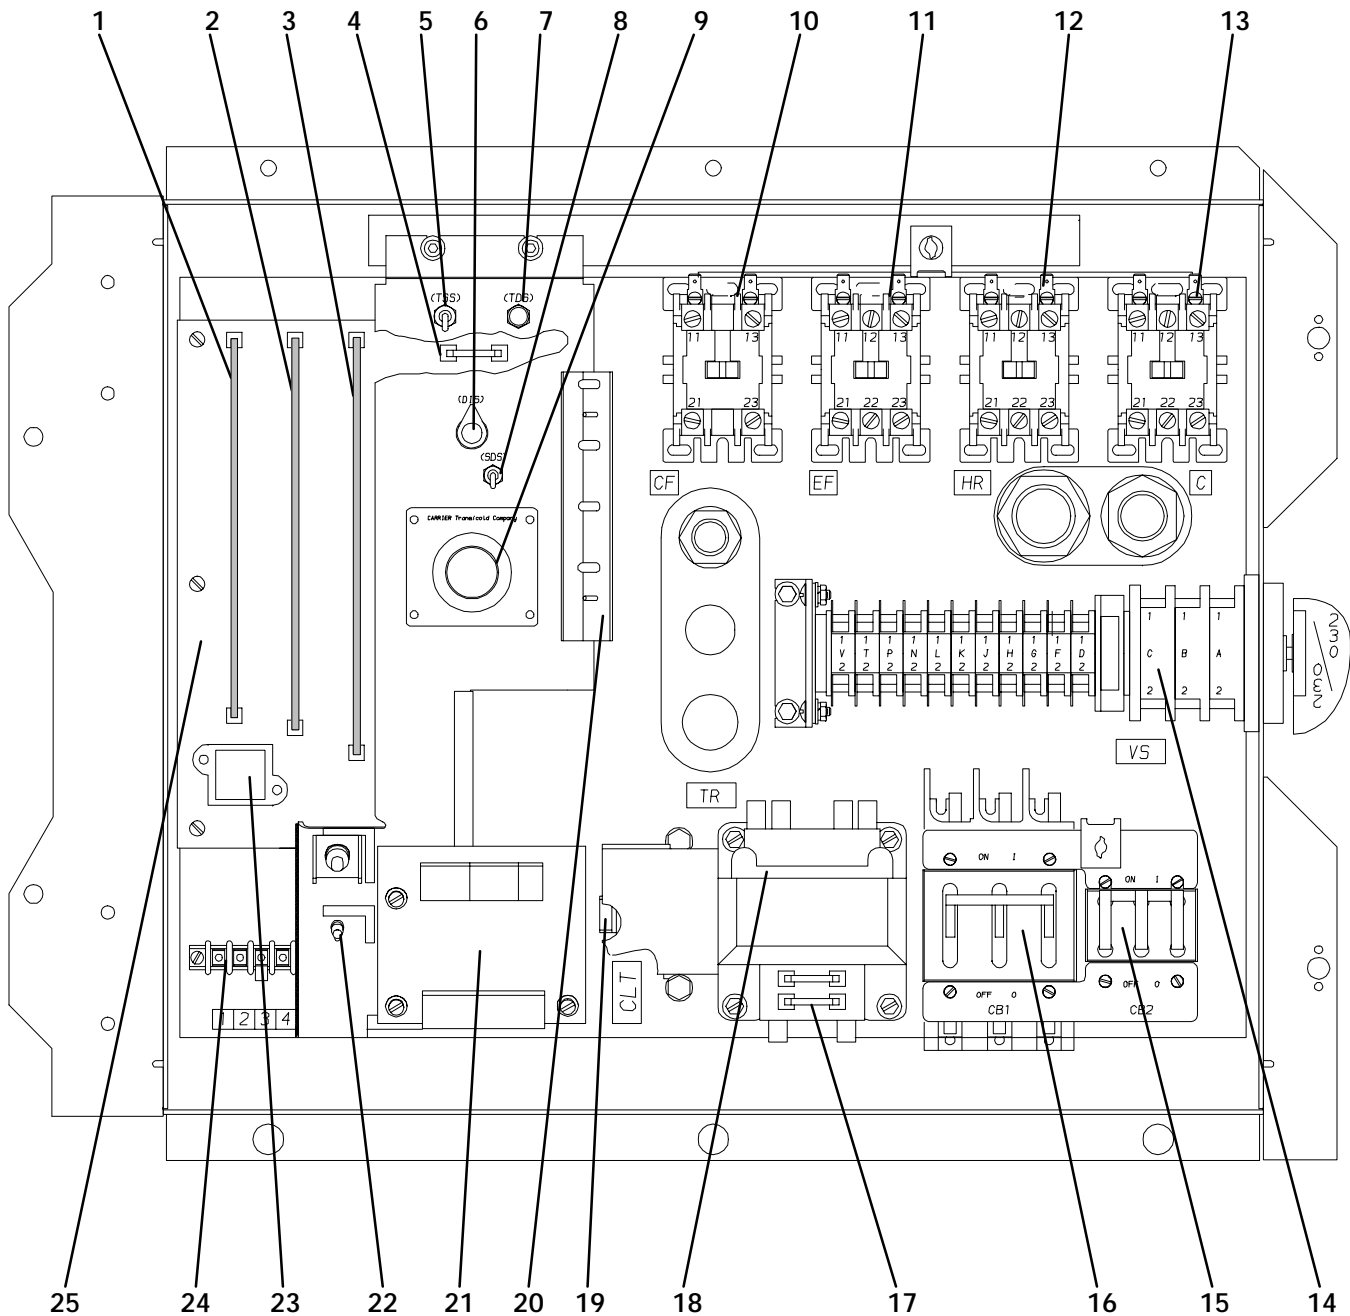 1 2 3 4 5 6 7 8 9 10 11 12 13
(TSS) (TDS)
11 13 11 12 13 11 12 13 11 12 13
(DIS)
21 23 21 22 23 21 22 23 21 22 23
(SDS)
CF EF HR C
CARRIER Transicold Company
1 1 1 1 1 1 1 1 1 1 1 1 1 1
V T P N L K J H G F D C B A
2 2 2 2 2 2 2 2 2 2 2 2 2 2
230
230
VS
TR
ON I
ON I
CLT
OFF O
OFF O
CB1 CB2
1 2 3 4
25 24 23 22 21 20 19 18 17 16 15 14